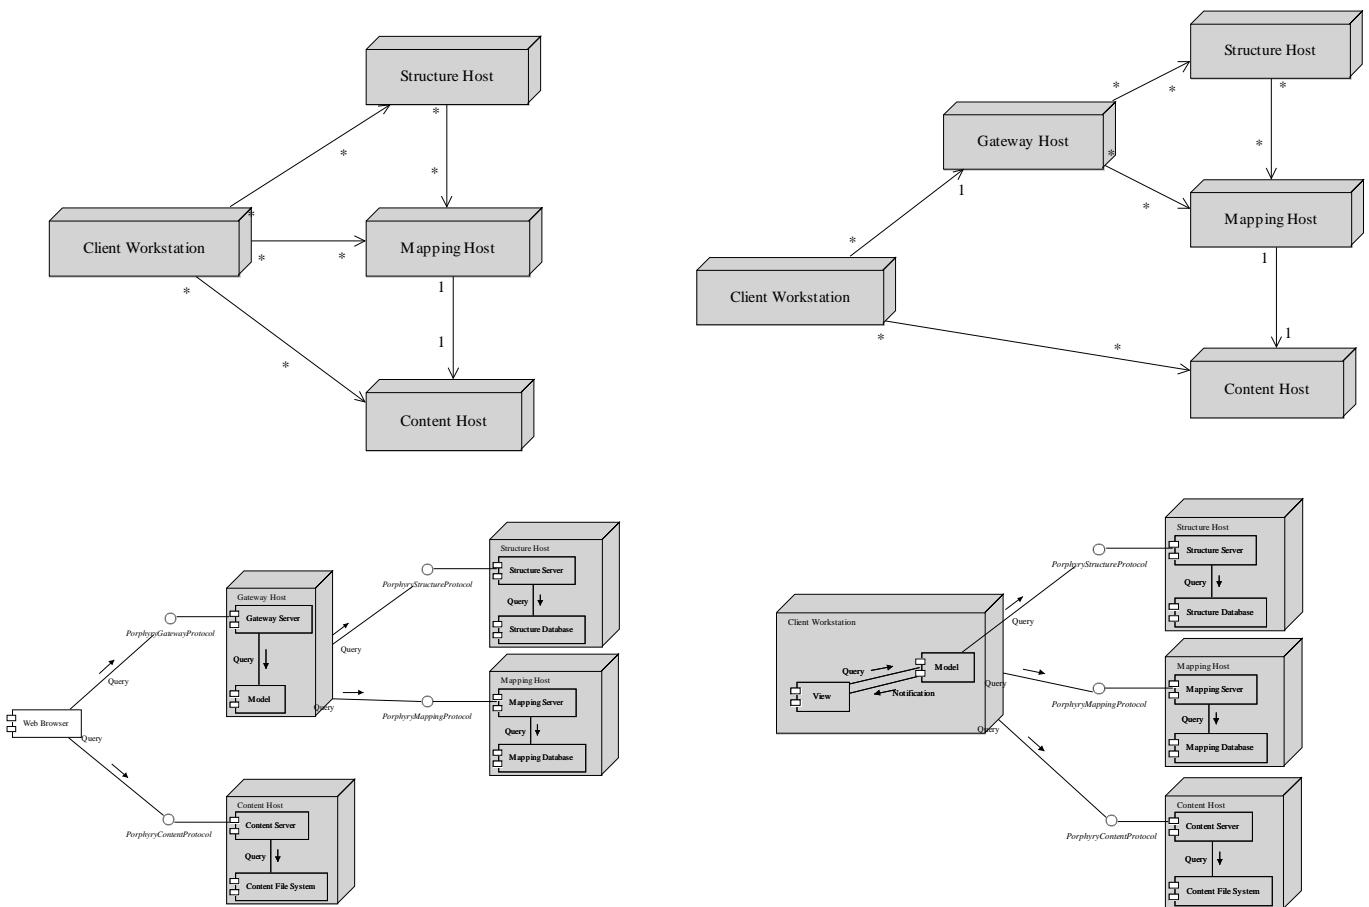 Structure Host
*
*
*
Client Workstation
*
*
*
Mapping Host
*
1
*
1
Content Host
Structure Host
*
*
*
Gateway Host
*
*
1
*
Mapping Host
*
1
Client Workstation
*
*
1
Content Host
Structure Host
Structure Server
PorphyryStructureProtocol
Query
Structure Database
Gateway Host
Gateway Server
PorphyryGatewayProtocol
Query
Query
Model
Query
Query
Mapping Host
Mapping Server
PorphyryMappingProtocol
Query
Mapping Database
Web Browser
Query
Content Host
Content Server
PorphyryContentProtocol
Query
Content File System
Structure Host
Structure Server
PorphyryStructureProtocol
Query
Structure Database
Client Workstation
Query
Query
Model
View
Notification
Query
Query
Mapping Host
Mapping Server
PorphyryMappingProtocol
Query
Mapping Database
Content Host
Content Server
PorphyryContentProtocol
Query
Content File System